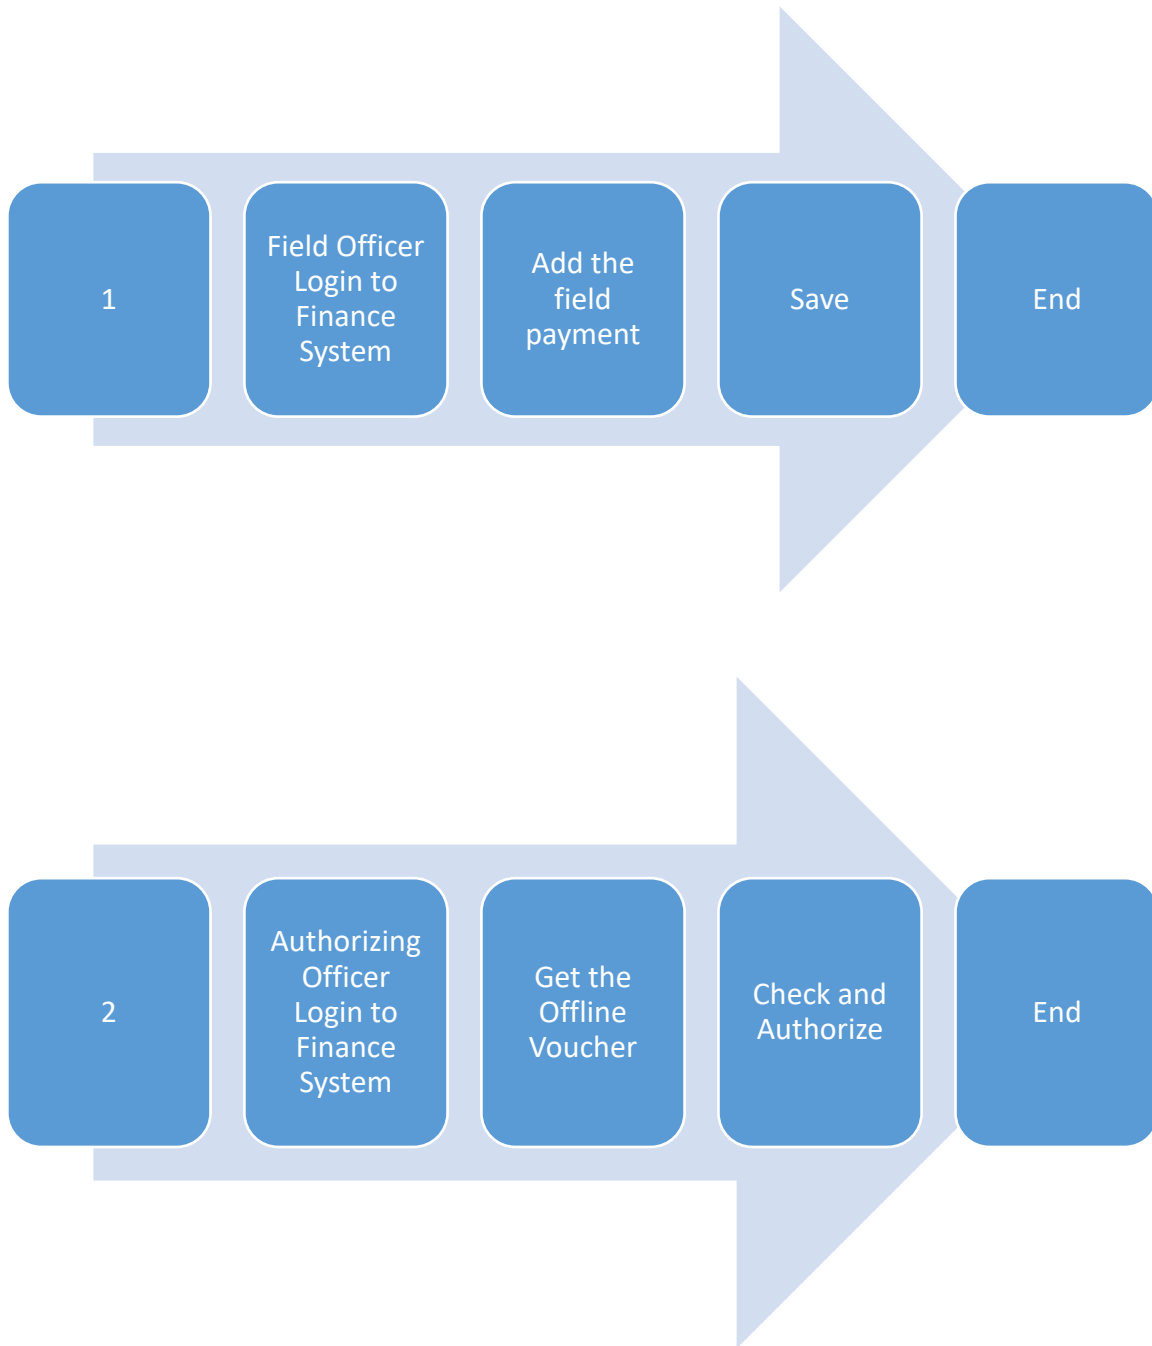 1
Field Officer
Login to
Finance
System
Add the
field
payment
Save
End
2
Authorizing
Officer
Login to
Finance
System
Get the
Offline
Voucher
Check and
Authorize
End